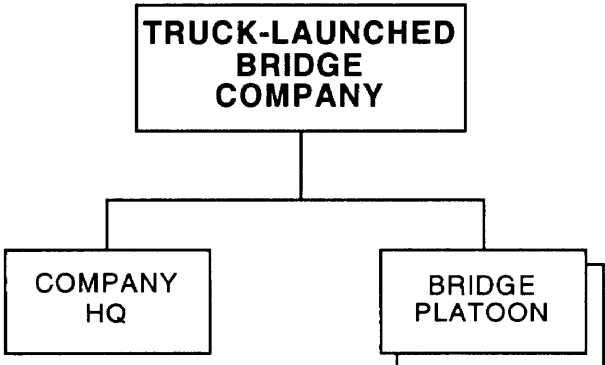 TRUCK-LAUNCHED
BRIDGE
COMPANY
COMPANY
HQ
BRIDGE
PLATOON